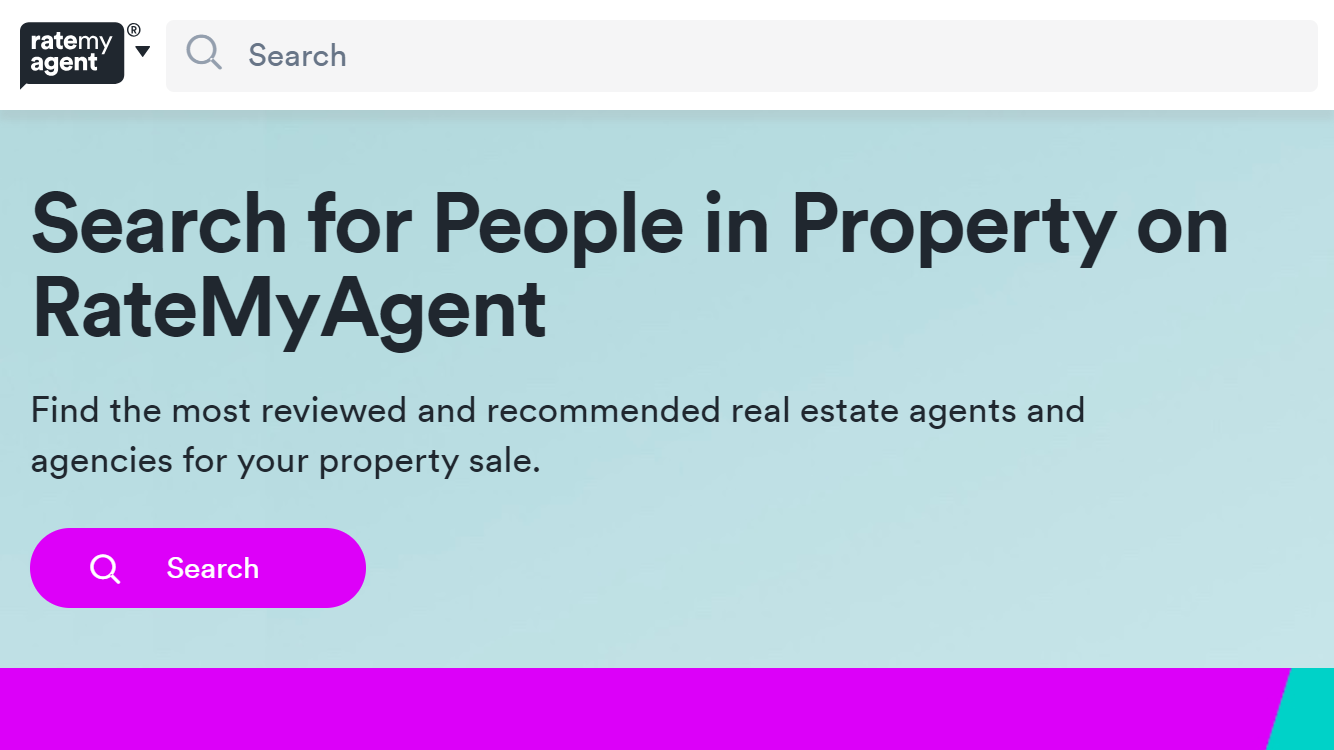 ratemy
agent®
Search
Search for People in Property on
RateMyAgent
Find the most reviewed and recommended real estate agents and
agencies for your property sale.
Search